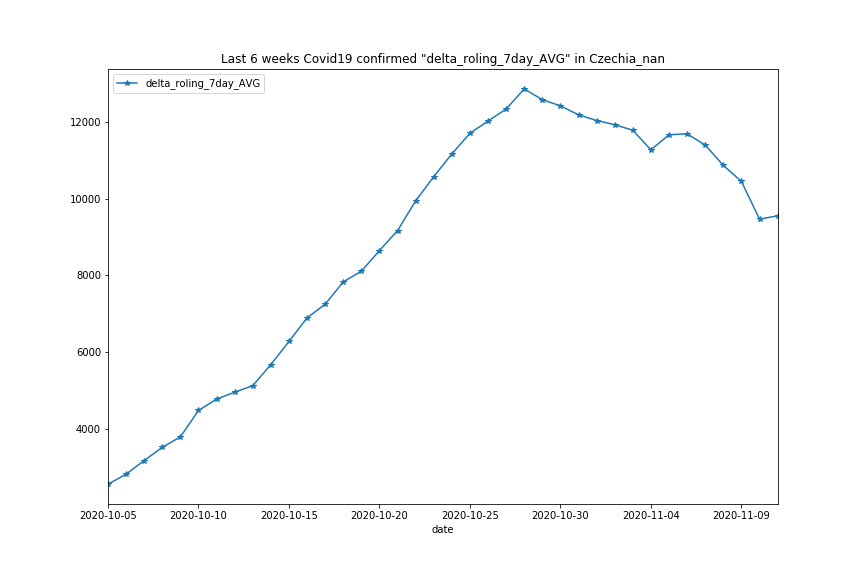 Last 6 weeks Covid19 confirmed "delta_roling_7day_AVG" in Czechia_nan
delta_roling_7day_AVG
12000
10000
8000
6000
4000
2020-10-05 2020-10-10 2020-10-15 2020-10-20 2020-10-25 2020-10-30 2020-11-04 2020-11-09
date